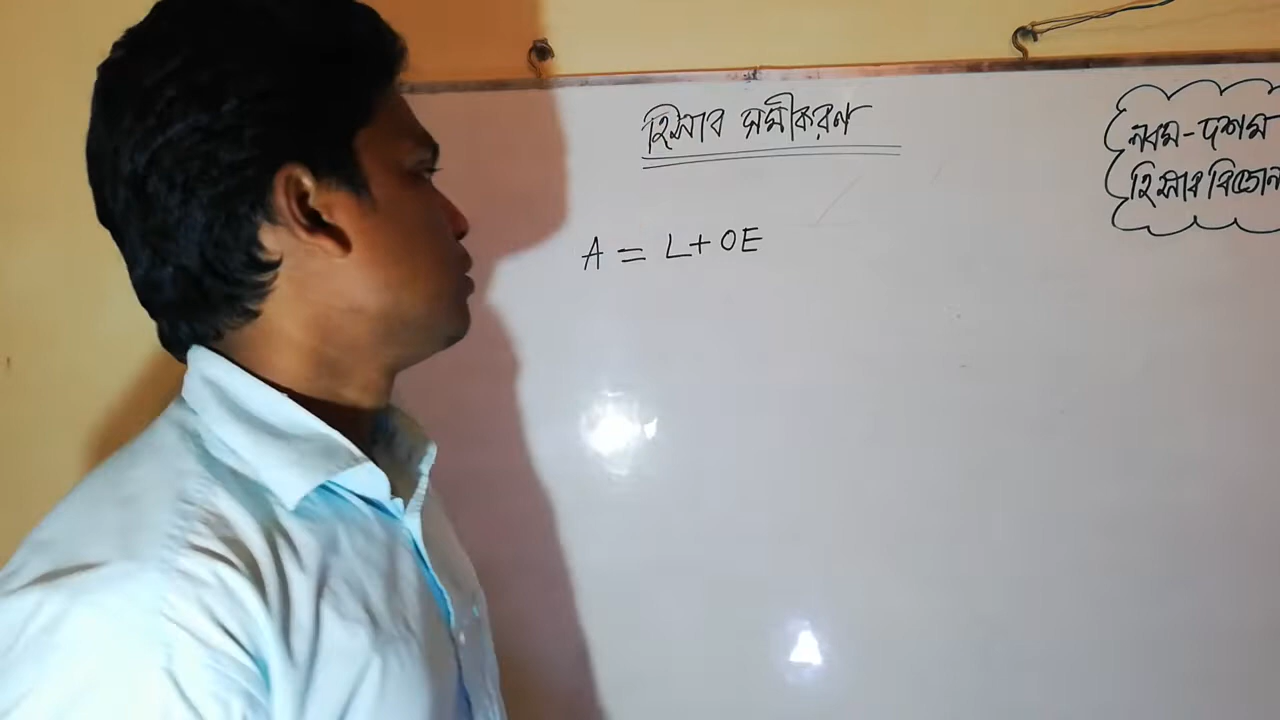 হিসাব সমীকরণ
A = L + OE
নবম-দশম
হিসাব বিজ্ঞান